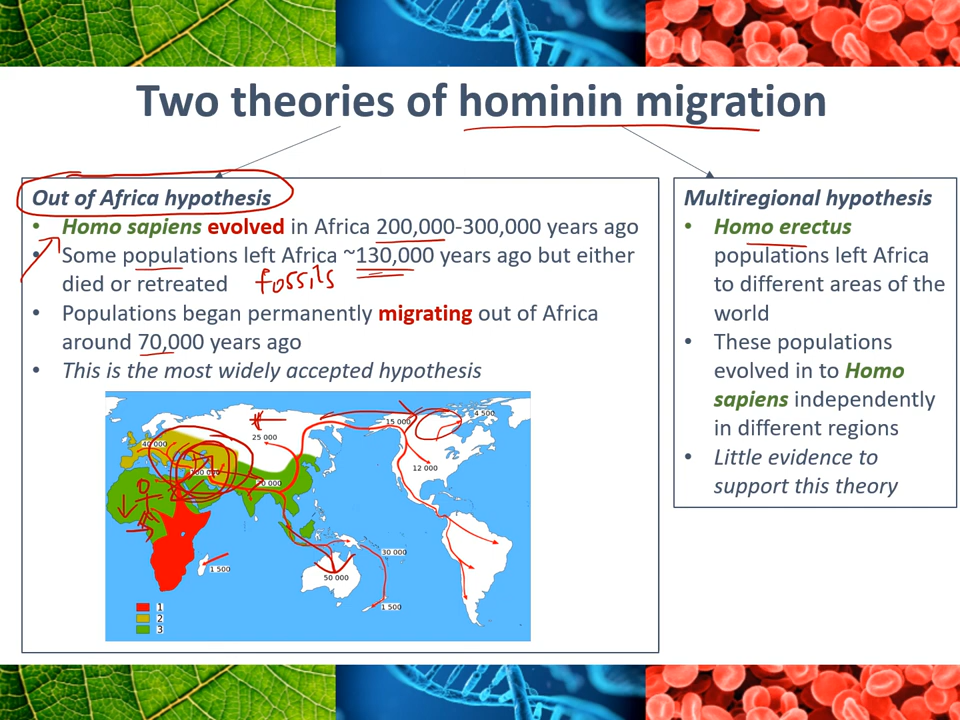 Two theories of hominin migration
Out of Africa hypothesis
• Homo sapiens evolved in Africa 200,000-300,000 years ago
• Some populations left Africa ~130,000 years ago but either
died or retreated
fossils
• Populations began permanently migrating out of Africa
around 70,000 years ago
• This is the most widely accepted hypothesis
4 500
15 000
25 000
40 000
12 000
100 000
70 000
30 000
1 500
50 000
1 500
1
2
3
Multiregional hypothesis
• Homo erectus
populations left Africa
to different areas of the
world
• These populations
evolved in to Homo
sapiens independently
in different regions
• Little evidence to
support this theory